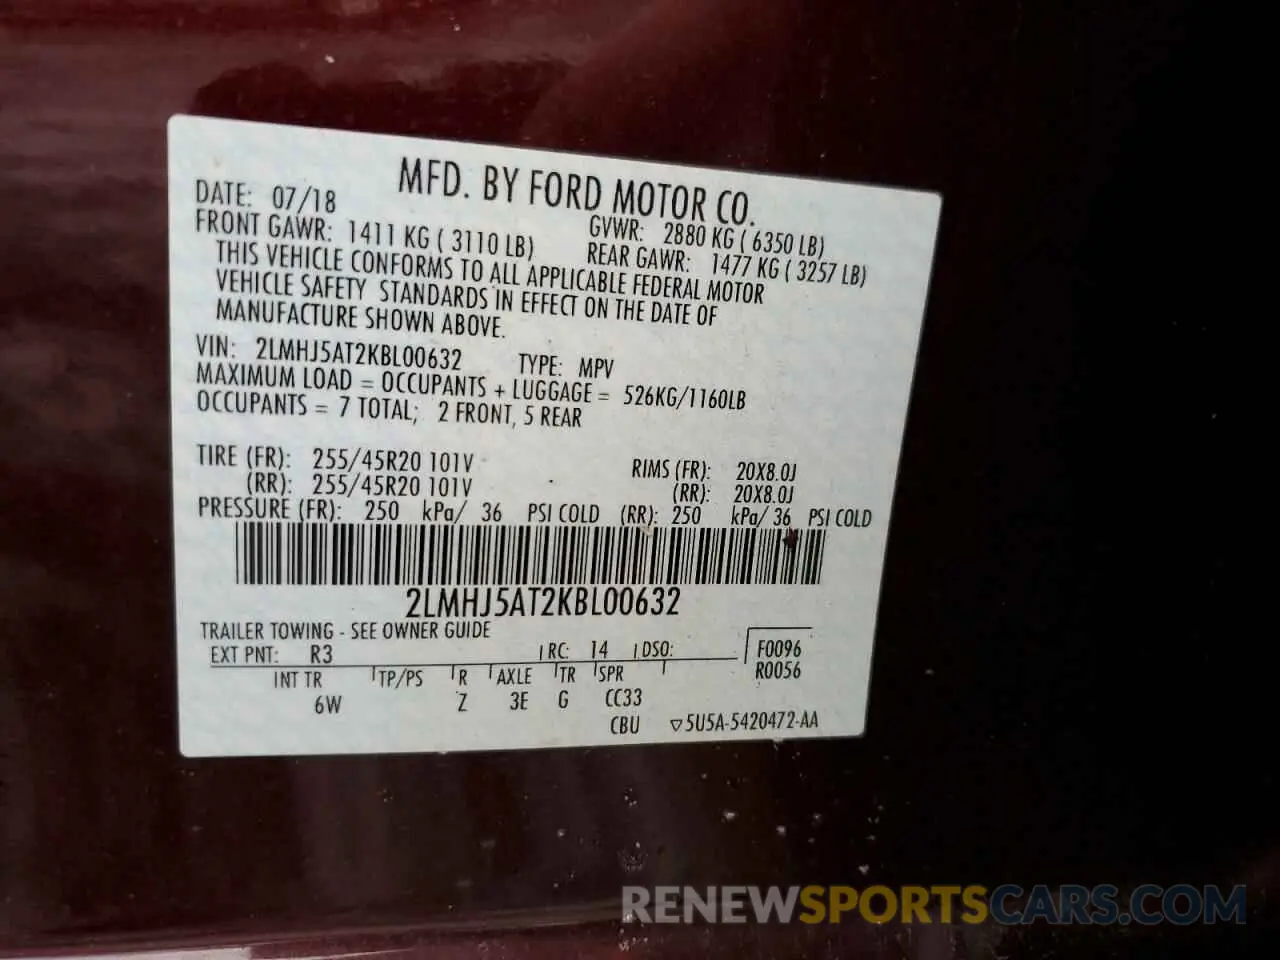 MFD. BY FORD MOTOR CO.
DATE: 07/18 GVWR: 2880 KG ( 6350 LB)
FRONT GAWR: 1411 KG ( 3110 LB) REAR GAWR: 1477 KG ( 3257 LB)
THIS VEHICLE CONFORMS TO ALL APPLICABLE FEDERAL MOTOR
VEHICLE SAFETY STANDARDS IN EFFECT ON THE DATE OF
MANUFACTURE SHOWN ABOVE.
VIN: 2LMHJ5AT2KBL00632 TYPE: MPV
MAXIMUM LOAD = OCCUPANTS + LUGGAGE = 526KG/1160LB
OCCUPANTS = 7 TOTAL; 2 FRONT, 5 REAR
TIRE (FR): 255/45R20 101V RIMS (FR): 20X8.0J
(RR): 255/45R20 101V (RR): 20X8.0J
PRESSURE (FR): 250 kPa/ 36 PSI COLD (RR): 250 kPa/ 36 PSI COLD
2LMHJ5AT2KBL00632
TRAILER TOWING - SEE OWNER GUIDE
EXT PNT: R3 RC: 14 DSO: F0096
R0056
INT TR TP/PS R AXLE TR SPR
6W Z 3E G CC33
CBU ▽5U5A-5420472-AA
RENEWSPORTSCARS.COM